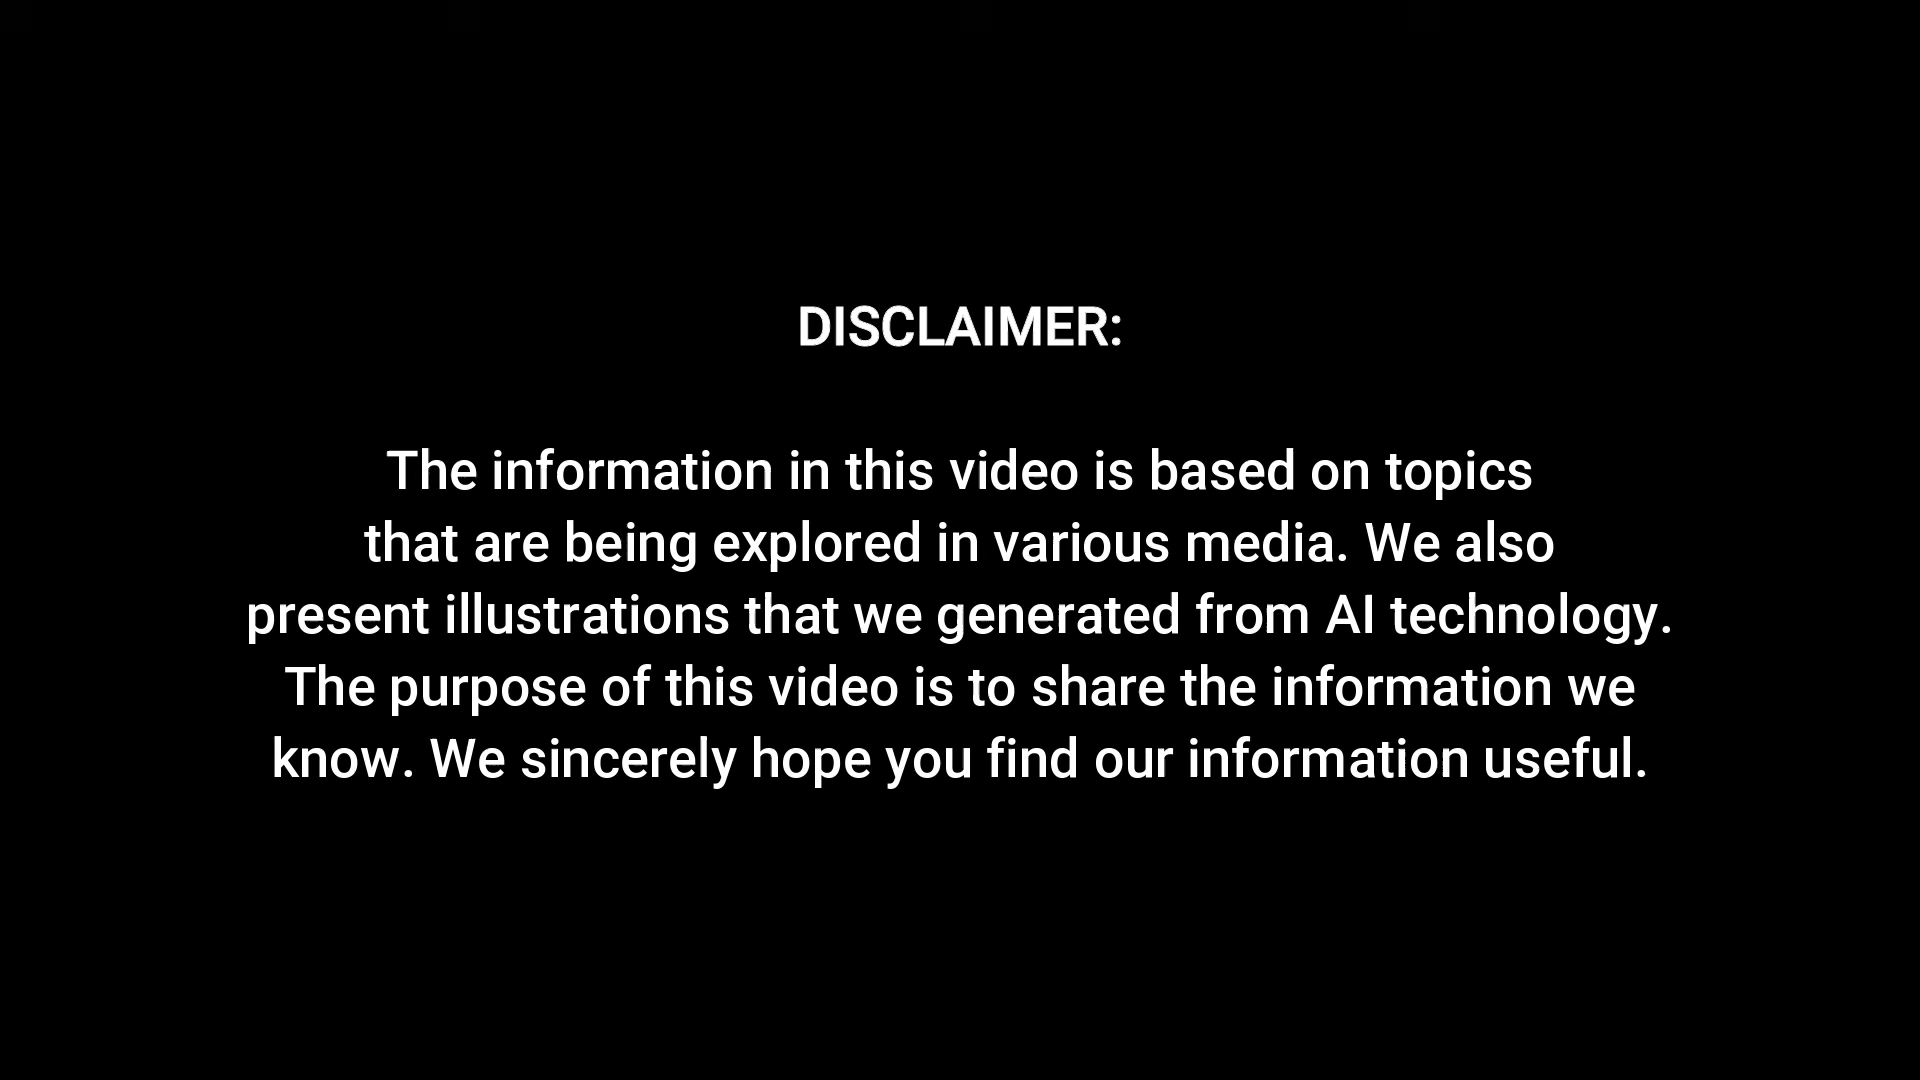 DISCLAIMER:
The information in this video is based on topics
that are being explored in various media. We also
present illustrations that we generated from AI technology.
The purpose of this video is to share the information we
know. We sincerely hope you find our information useful.